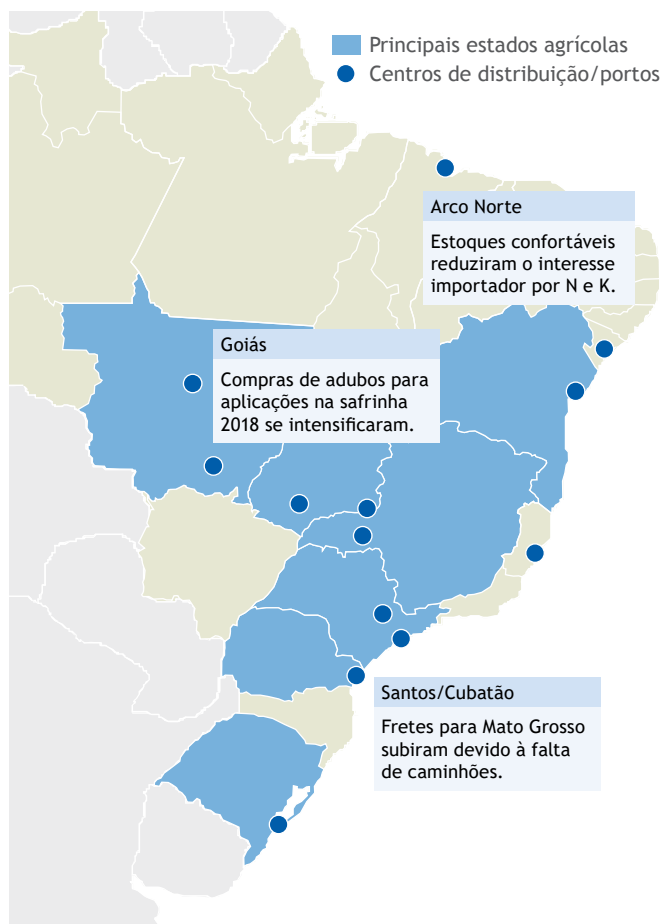 Principais estados agrícolas
Centros de distribuição/portos
Arco Norte
Estoques confortáveis
reduziram o interesse
importador por N e K.
Goiás
Compras de adubos para
aplicações na safrinha
2018 se intensificaram.
Santos/Cubatão
Fretes para Mato Grosso
subiram devido à falta
de caminhões.